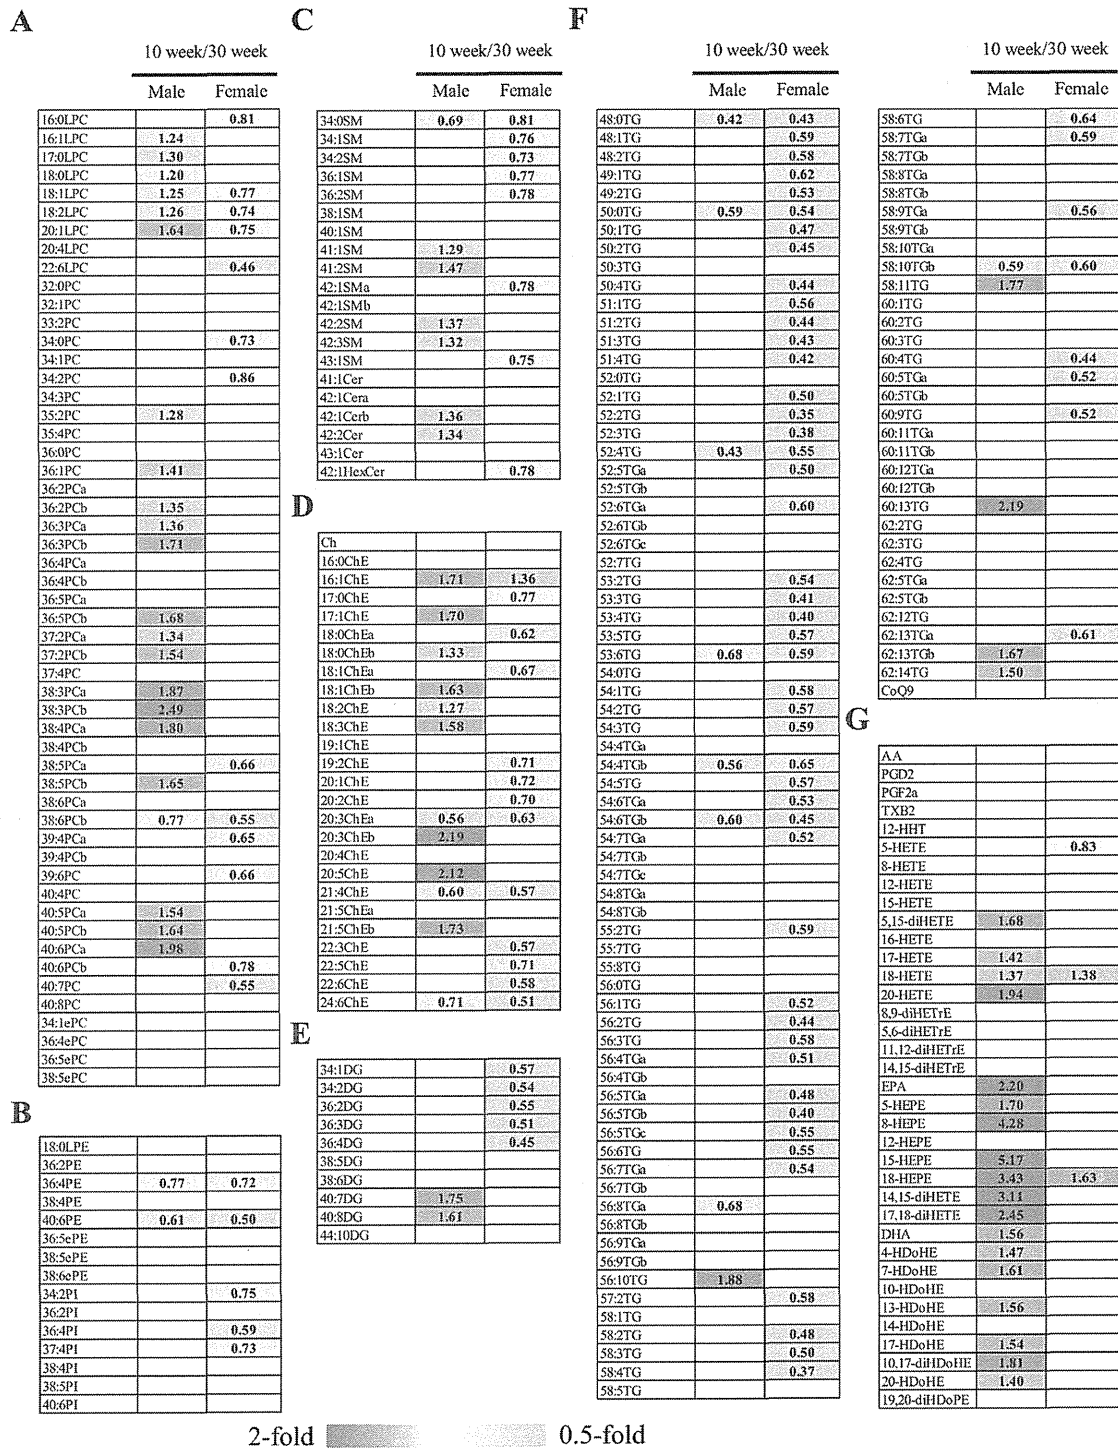 A
10 week/30 week
Male Female
16:0LPC 0.81
16:1LPC 1.24
17:0LPC 1.30
18:0LPC 1.20
18:1LPC 1.25 0.77
18:2LPC 1.26 0.74
20:1LPC 1.64 0.75
20:4LPC
22:6LPC 0.46
32:0PC
32:1PC
33:2PC
34:0PC 0.73
34:1PC
34:2PC 0.86
34:3PC
35:2PC 1.28
35:4PC
36:0PC
36:1PC 1.41
36:2PCa
36:2PCb 1.35
36:3PCa 1.36
36:3PCb 1.71
36:4PCa
36:4PCb
36:5PCa
36:5PCb 1.68
37:2PCa 1.34
37:2PCb 1.54
37:4PC
38:3PCa 1.87
38:3PCb 2.49
38:4PCa 1.80
38:4PCb
38:5PCa 0.66
38:5PCb 1.65
38:6PCa
38:6PCb 0.77 0.55
39:4PCa 0.65
39:4PCb
39:6PC 0.66
40:4PC
40:5PCa 1.54
40:5PCb 1.64
40:6PCa 1.98
40:6PCb 0.78
40:7PC 0.55
40:8PC
34:1ePC
36:4ePC
36:5ePC
38:5ePC
B
18:0LPE
36:2PE
36:4PE 0.77 0.72
38:4PE
40:6PE 0.61 0.50
36:5ePE
38:5ePE
38:6ePE
34:2PI 0.75
36:2PI
36:4PI 0.59
37:4PI 0.73
38:4PI
38:5PI
40:6PI
C
10 week/30 week
Male Female
34:0SM 0.69 0.81
34:1SM 0.76
34:2SM 0.73
36:1SM 0.77
36:2SM 0.78
38:1SM
40:1SM
41:1SM 1.29
41:2SM 1.47
42:1SMa 0.78
42:1SMb
42:2SM 1.37
42:3SM 1.32
43:1SM 0.75
41:1Cer
42:1Cera
42:1Cerb 1.36
42:2Cer 1.34
43:1Cer
42:1HexCer 0.78
D
Ch
16:0ChE
16:1ChE 1.71 1.36
17:0ChE 0.77
17:1ChE 1.70
18:0ChEa 0.62
18:0ChEb 1.33
18:1ChEa 0.67
18:1ChEb 1.63
18:2ChE 1.27
18:3ChE 1.58
19:1ChE
19:2ChE 0.71
20:1ChE 0.72
20:2ChE 0.70
20:3ChEa 0.56 0.63
20:3ChEb 2.19
20:4ChE
20:5ChE 2.12
21:4ChE 0.60 0.57
21:5ChEa
21:5ChEb 1.73
22:3ChE 0.57
22:5ChE 0.71
22:6ChE 0.58
24:6ChE 0.71 0.51
E
34:1DG 0.57
34:2DG 0.54
36:2DG 0.55
36:3DG 0.51
36:4DG 0.45
38:5DG
38:6DG
40:7DG 1.75
40:8DG 1.61
44:10DG
F
10 week/30 week
Male Female
48:0TG 0.42 0.43
48:1TG 0.59
48:2TG 0.58
49:1TG 0.62
49:2TG 0.53
50:0TG 0.59 0.54
50:1TG 0.47
50:2TG 0.45
50:3TG
50:4TG 0.44
51:1TG 0.56
51:2TG 0.44
51:3TG 0.43
51:4TG 0.42
52:0TG
52:1TG 0.50
52:2TG 0.35
52:3TG 0.38
52:4TG 0.43 0.55
52:5TGa 0.50
52:5TGb
52:6TGa 0.60
52:6TGb
52:6TGc
52:7TG
53:2TG 0.54
53:3TG 0.41
53:4TG 0.40
53:5TG 0.57
53:6TG 0.68 0.59
54:0TG
54:1TG 0.58
54:2TG 0.57
54:3TG 0.59
54:4TGa
54:4TGb 0.56 0.65
54:5TG 0.57
54:6TGa 0.53
54:6TGb 0.60 0.45
54:7TGa 0.52
54:7TGb
54:7TGc
54:8TGa
54:8TGb
55:2TG 0.59
55:7TG
55:8TG
56:0TG
56:1TG 0.52
56:2TG 0.44
56:3TG 0.58
56:4TGa 0.51
56:4TGb
56:5TGa 0.48
56:5TGb 0.40
56:5TGc 0.55
56:6TG 0.55
56:7TGa 0.54
56:7TGb
56:8TGa 0.68
56:8TGb
56:9TGa
56:9TGb
56:10TG 1.88
57:2TG 0.58
58:1TG
58:2TG 0.48
58:3TG 0.50
58:4TG 0.37
58:5TG
10 week/30 week
Male Female
58:6TG 0.64
58:7TGa 0.59
58:7TGb
58:8TGa
58:8TGb
58:9TGa 0.56
58:9TGb
58:10TGa
58:10TGb 0.59 0.60
58:11TG 1.77
60:1TG
60:2TG
60:3TG
60:4TG 0.44
60:5TGa 0.52
60:5TGb
60:9TG 0.52
60:11TGa
60:11TGb
60:12TGa
60:12TGb
60:13TG 2.19
62:2TG
62:3TG
62:4TG
62:5TGa
62:5TGb
62:12TG
62:13TGa 0.61
62:13TGb 1.67
62:14TG 1.50
CoQ9
G
AA
PGD2
PGF2a
TXB2
12-HHT
5-HETE 0.83
8-HETE
12-HETE
15-HETE
5,15-diHETE 1.68
16-HETE
17-HETE 1.42
18-HETE 1.37 1.38
20-HETE 1.94
8,9-diHETrE
5,6-diHETrE
11,12-diHETrE
14,15-diHETrE
EPA 2.20
5-HEPE 1.70
8-HEPE 4.28
12-HEPE
15-HEPE 5.17
18-HEPE 3.43 1.63
14,15-diHETE 3.11
17,18-diHETE 2.45
DHA 1.56
4-HDoHE 1.47
7-HDoHE 1.61
10-HDoHE
13-HDoHE 1.56
14-HDoHE
17-HDoHE 1.54
10,17-diHDoHE 1.81
20-HDoHE 1.40
19,20-diHDoPE
2-fold 0.5-fold